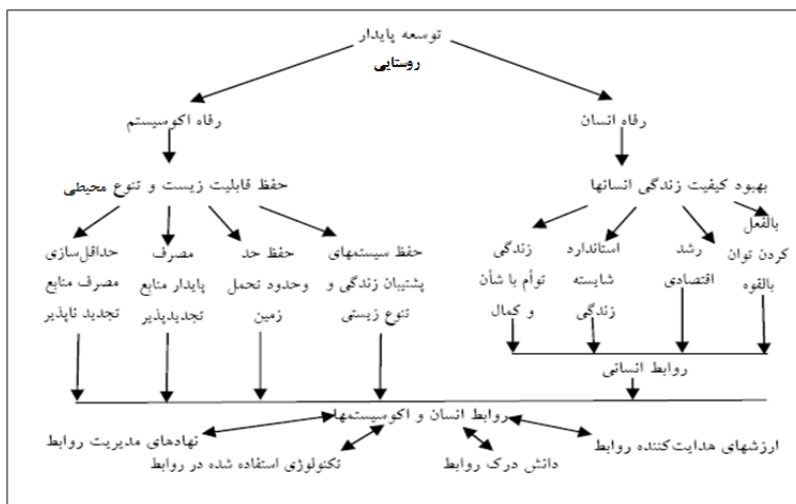 توسعه پایدار
روستایی
رفاه انسان
رفاه اکوسیستم
بهبود کیفیت زندگی انسانها
حفظ قابلیت زیست و تنوع محیطی
بالفعل
کردن توان
بالقوه
رشد
اقتصادی
استاندارد
شایسته
زندگی
زندگی
توأم با شأن
و کمال
حفظ سیستمهای
پشتیبان زندگی و
تنوع زیستی
حفظ حد
وحدود تحمل
زمین
مصرف
پایدار منابع
تجدیدپذیر
حداقل‌سازی
مصرف منابع
تجدید ناپذیر
روابط انسانی
روابط انسان و اکوسیستمها
ارزشهای هدایت‌کننده روابط
دانش درک روابط
تکنولوژی استفاده شده در روابط
نهادهای مدیریت روابط